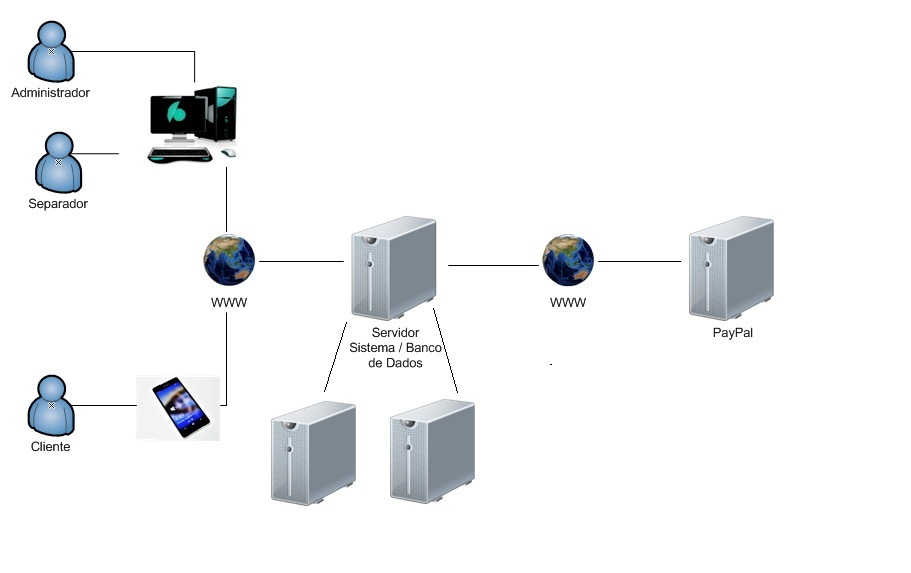 Administrador
Separador
WWW
WWW
Servidor
Sistema / Banco
de Dados
PayPal
Cliente